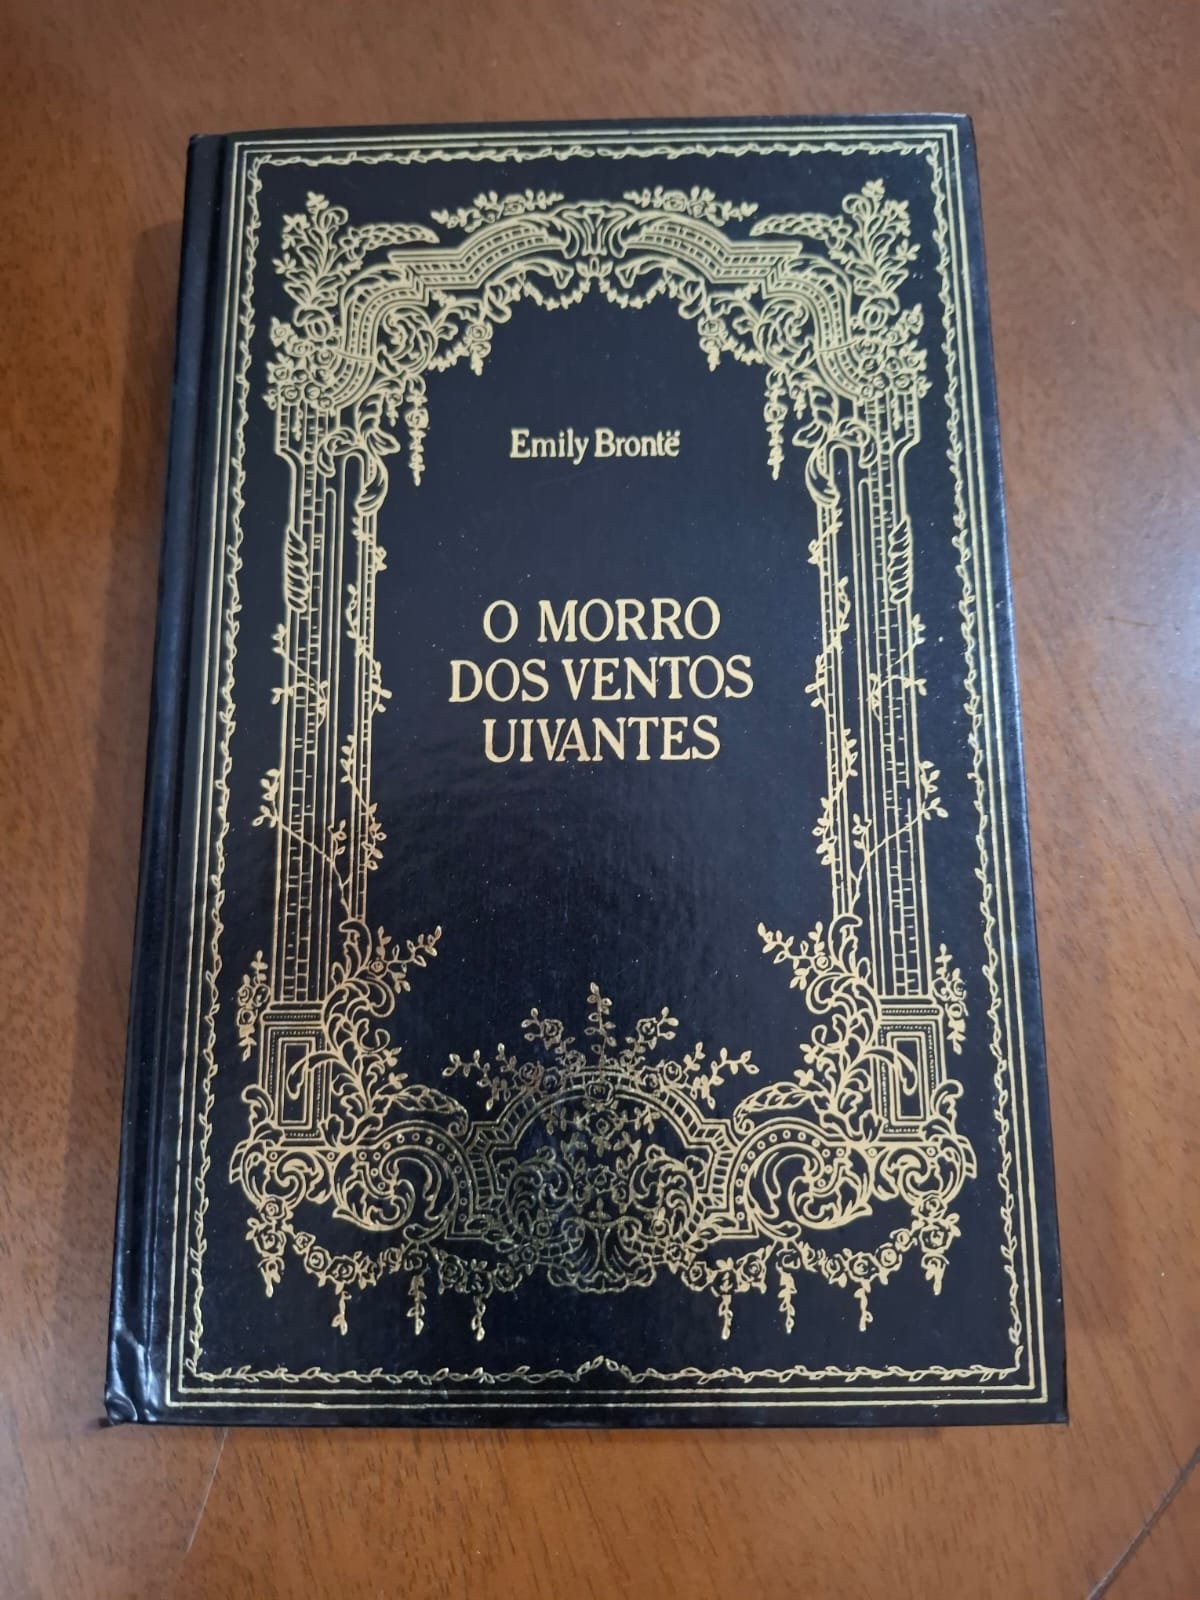 Emily Brontë
O MORRO
DOS VENTOS
UIVANTES